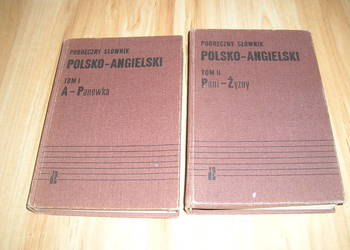 PODRĘCZNY SŁOWNIK
POLSKO-ANGIELSKI
TOM I
A – Panewka
PODRĘCZNY SŁOWNIK
POLSKO-ANGIELSKI
TOM II
Pani – Żyzny